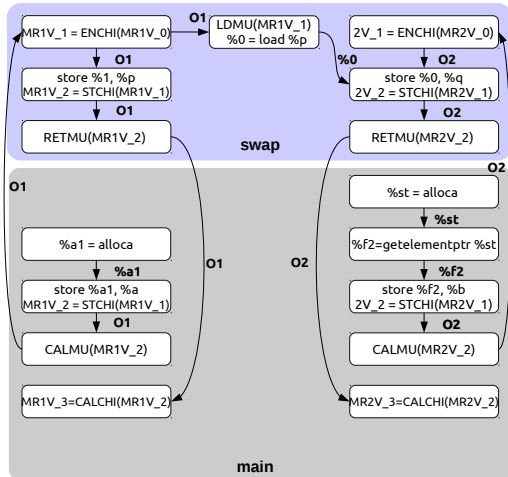 MR1V_1 = ENCHI(MR1V_0)
O1
LDMU(MR1V_1)
%0 = load %p
2V_1 = ENCHI(MR2V_0)
O1
%0
O2
store %1, %p
MR1V_2 = STCHI(MR1V_1)
store %0, %q
2V_2 = STCHI(MR2V_1)
O1
O2
RETMU(MR1V_2)
RETMU(MR2V_2)
swap
O1
O2
%st = alloca
%st
%a1 = alloca
%f2=getelementptr %st
O1
O2
%a1
%f2
store %a1, %a
MR1V_2 = STCHI(MR1V_1)
store %f2, %b
2V_2 = STCHI(MR2V_1)
O1
O2
CALMU(MR1V_2)
CALMU(MR2V_2)
MR1V_3=CALCHI(MR1V_2)
MR2V_3=CALCHI(MR2V_2)
main